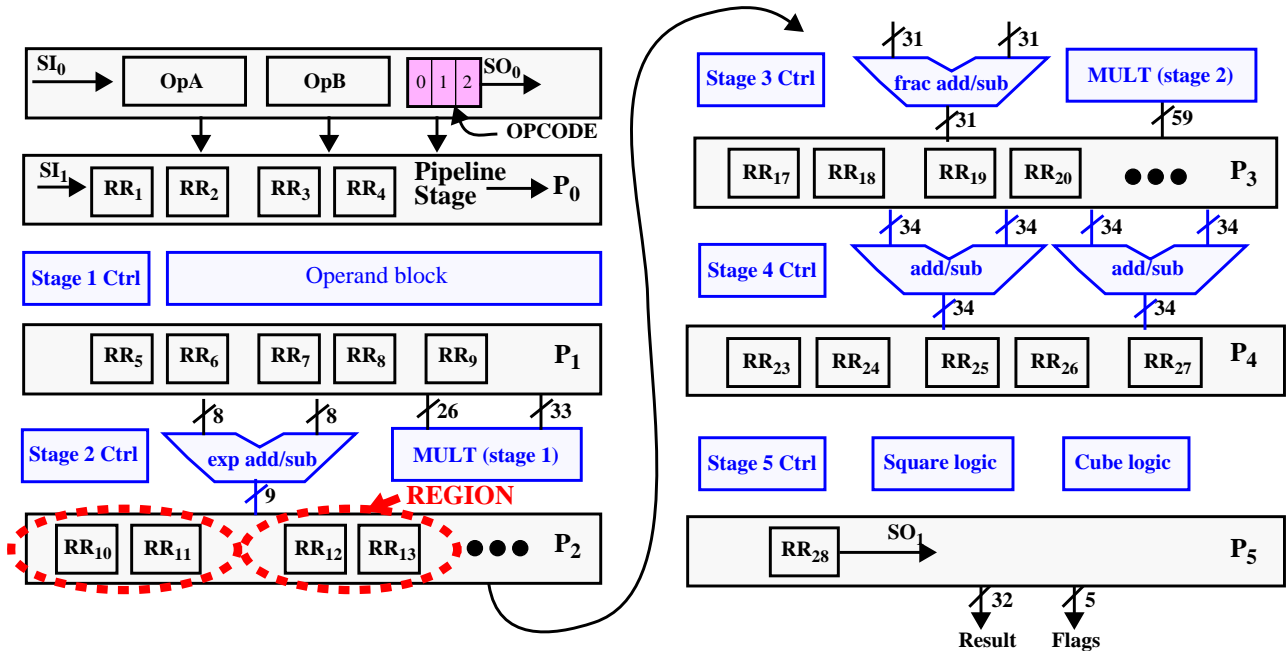 SI0 OpA OpB 0 1 2 SO0
OPCODE
SI1 RR1 RR2 RR3 RR4 Pipeline Stage P0
Stage 1 Ctrl Operand block
RR5 RR6 RR7 RR8 RR9 P1
8 8 26 33
Stage 2 Ctrl exp add/sub MULT (stage 1)
9 REGION
RR10 RR11 RR12 RR13 P2
31 31
Stage 3 Ctrl frac add/sub MULT (stage 2)
31 59
RR17 RR18 RR19 RR20 P3
34 34 34 34
Stage 4 Ctrl add/sub add/sub
34 34
RR23 RR24 RR25 RR26 RR27 P4
Stage 5 Ctrl Square logic Cube logic
RR28 SO1 P5
32 5
Result Flags